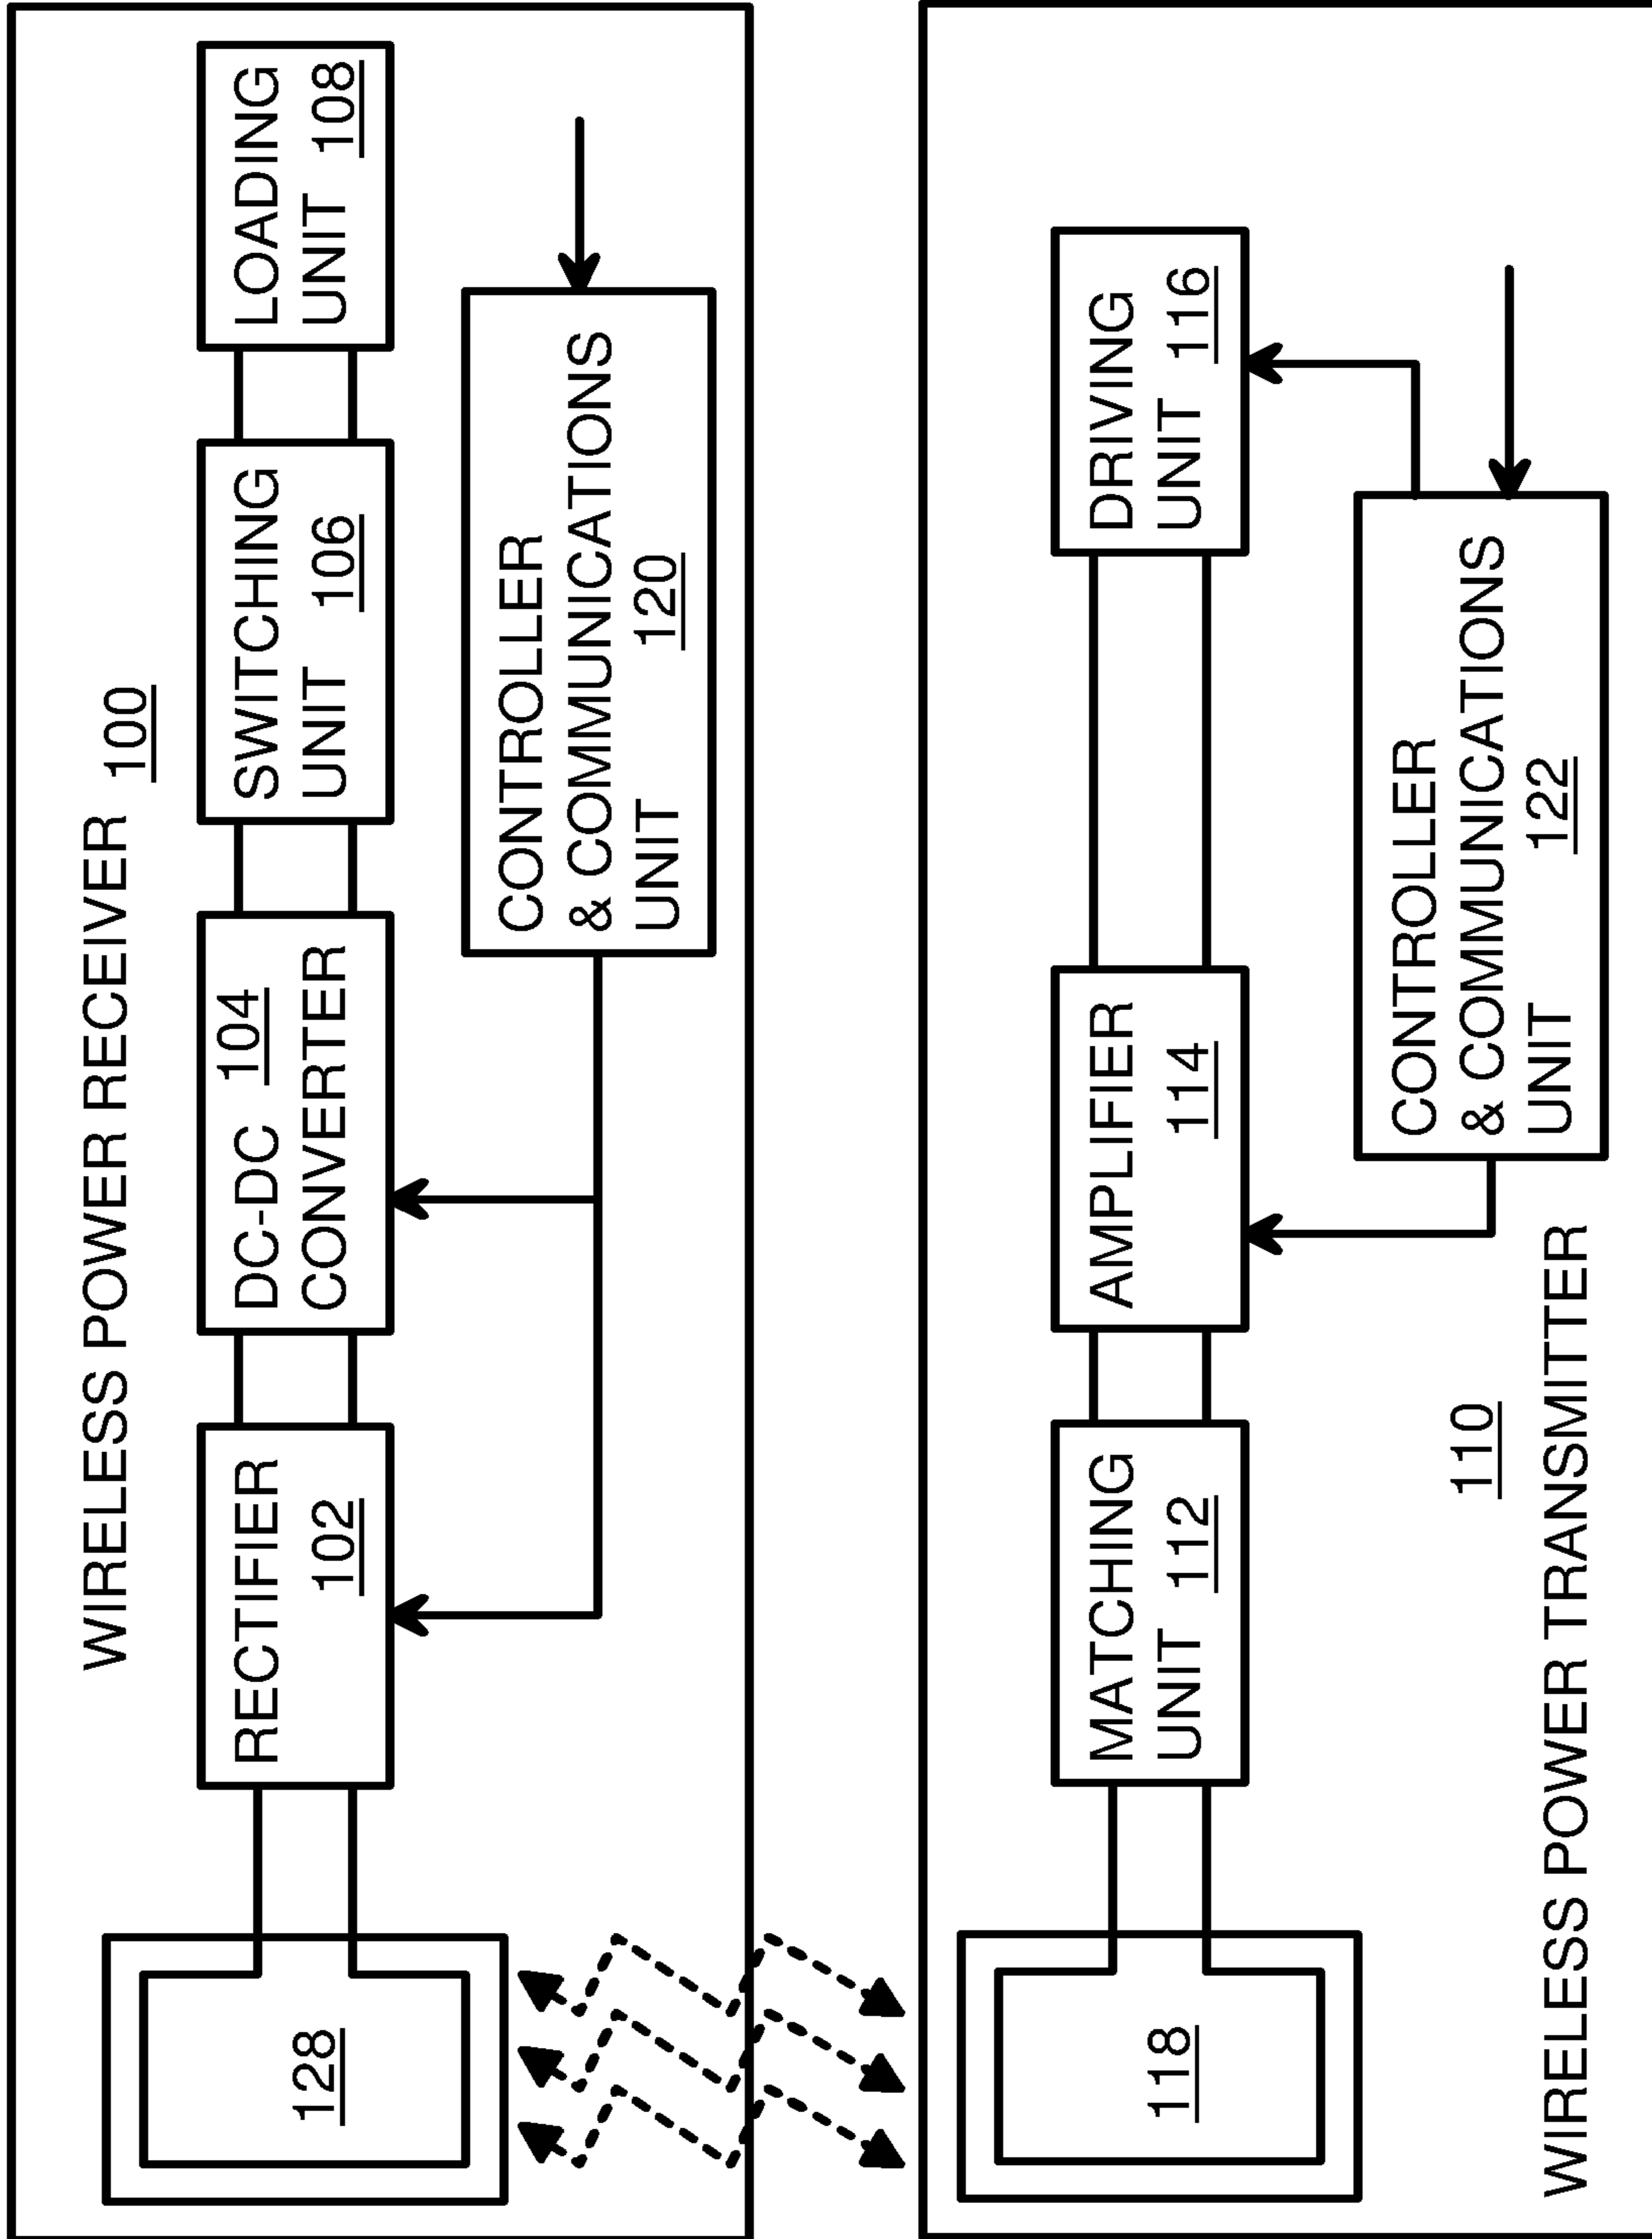 WIRELESS POWER RECEIVER 100
128
RECTIFIER
102
DC-DC 104
CONVERTER
SWITCHING
UNIT 106
LOADING
UNIT 108
CONTROLLER
& COMMUNICATIONS
UNIT 120
118
MATCHING
UNIT 112
AMPLIFIER
114
DRIVING
UNIT 116
CONTROLLER
& COMMUNICATIONS
UNIT 122
110
WIRELESS POWER TRANSMITTER